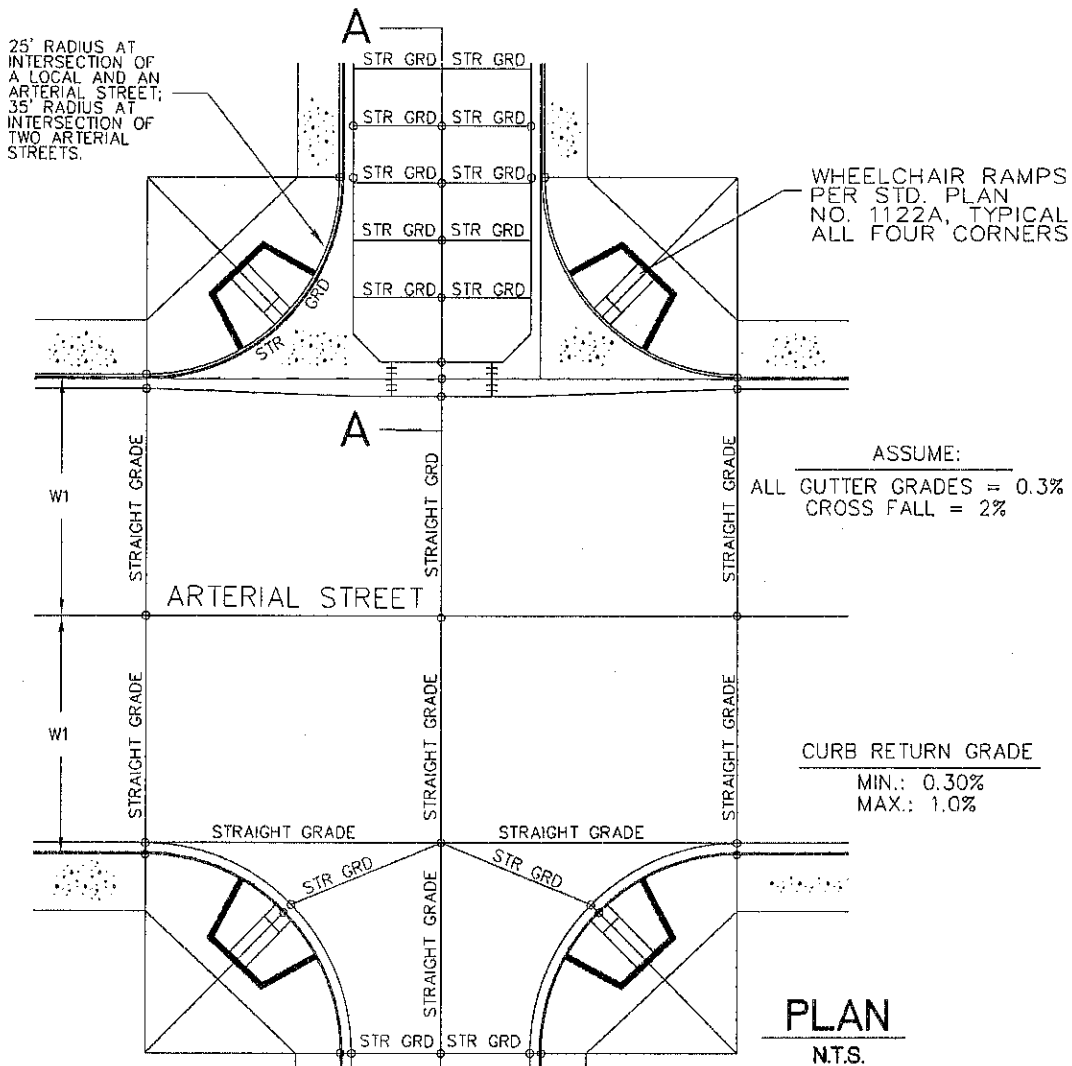 A
25' RADIUS AT
INTERSECTION OF
A LOCAL AND AN
ARTERIAL STREET;
35' RADIUS AT
INTERSECTION OF
TWO ARTERIAL
STREETS.
STR GRD STR GRD
STR GRD STR GRD
STR GRD STR GRD
STR GRD STR GRD
STR GRD STR GRD
WHEELCHAIR RAMPS
PER STD. PLAN
NO. 1122A, TYPICAL
ALL FOUR CORNERS
STR GRD
A
W1
STRAIGHT GRADE
STRAIGHT GRD
STRAIGHT GRADE
ASSUME:
ALL GUTTER GRADES = 0.3%
CROSS FALL = 2%
ARTERIAL STREET
W1
STRAIGHT GRADE
STRAIGHT GRADE
STRAIGHT GRADE
CURB RETURN GRADE
MIN.: 0.30%
MAX.: 1.0%
STRAIGHT GRADE STRAIGHT GRADE
STR GRD
STR GRD
STRAIGHT GRADE
STR GRD STR GRD
PLAN
N.T.S.